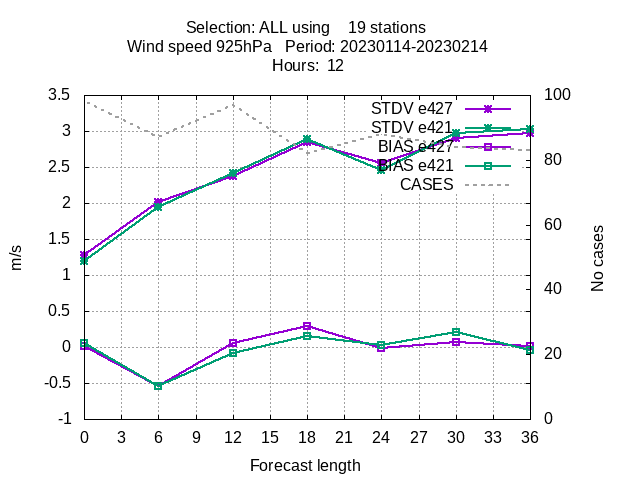 Selection: ALL using 19 stations
Wind speed 925hPa Period: 20230114-20230214
Hours: 12
3.5
3
2.5
2
1.5
1
0.5
0
-0.5
-1
m/s
STDV e427
STDV e421
BIAS e427
BIAS e421
CASES
100
80
60
40
20
0
No cases
0 3 6 9 12 15 18 21 24 27 30 33 36
Forecast length